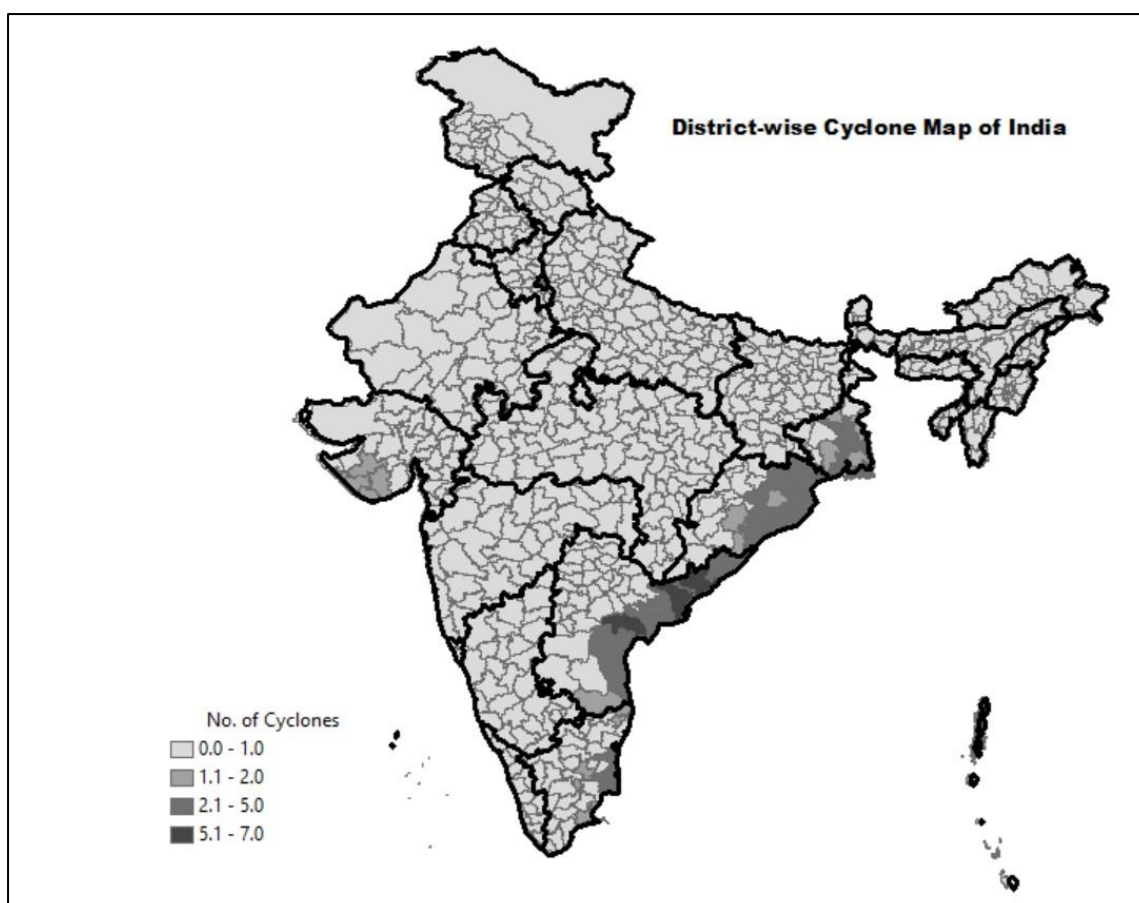 District-wise Cyclone Map of India
No. of Cyclones
0.0 - 1.0
1.1 - 2.0
2.1 - 5.0
5.1 - 7.0